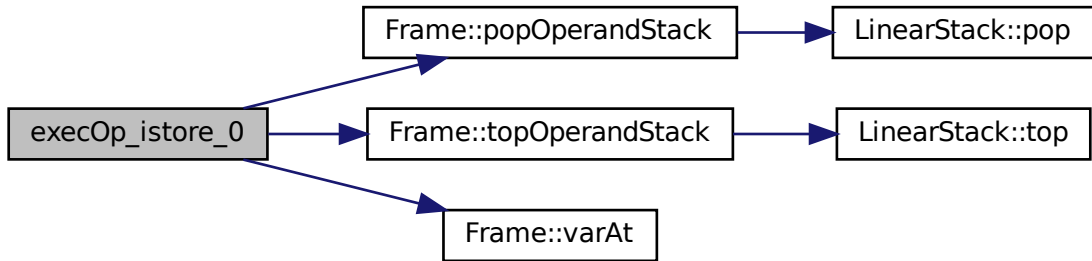 Frame::popOperandStack
LinearStack::pop
execOp_istore_0
Frame::topOperandStack
LinearStack::top
Frame::varAt